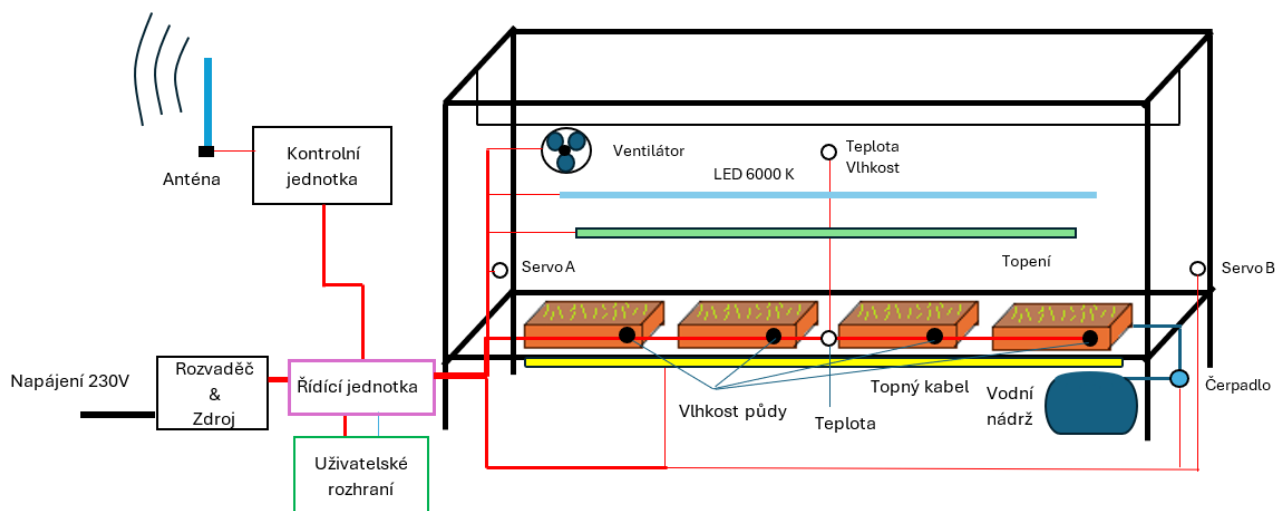 Kontrolní
jednotka
Anténa
Ventilátor
Teplota
Vlhkost
LED 6000 K
Servo A
Topení
Servo B
Napájení 230V
Rozvaděč
&
Zdroj
Řídící jednotka
Uživatelské
rozhraní
Vlhkost půdy
Teplota
Topný kabel
Vodní
nádrž
Čerpadlo